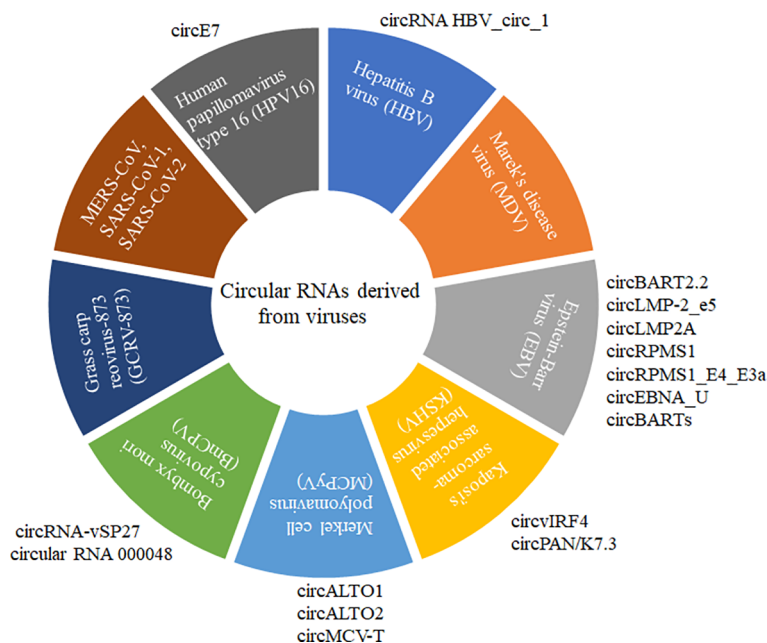 circE7
circRNA HBV_circ_1
Human
papillomavirus
type 16 (HPV16)
Hepatitis B
virus (HBV)
Marek's disease
virus (MDV)
MERS-CoV,
SARS-CoV-1,
SARS-CoV-2
Circular RNAs derived
from viruses
Epstein-Barr
virus (EBV)
circBART2.2
circLMP-2_e5
circLMP2A
circRPMS1
circRPMS1_E4_E3a
circEBNA_U
circBARTs
Grass carp
reovirus-873
(GCRV-873)
Kaposi's
sarcoma-
associated
herpesvirus
(KSHV)
circvIRF4
circPAN/K7.3
Bombyx mori
cypovirus
(BmCPV)
circRNA-vSP27
circular RNA 000048
Merkel cell
polyomavirus
(MCPyV)
circALTO1
circALTO2
circMCV-T